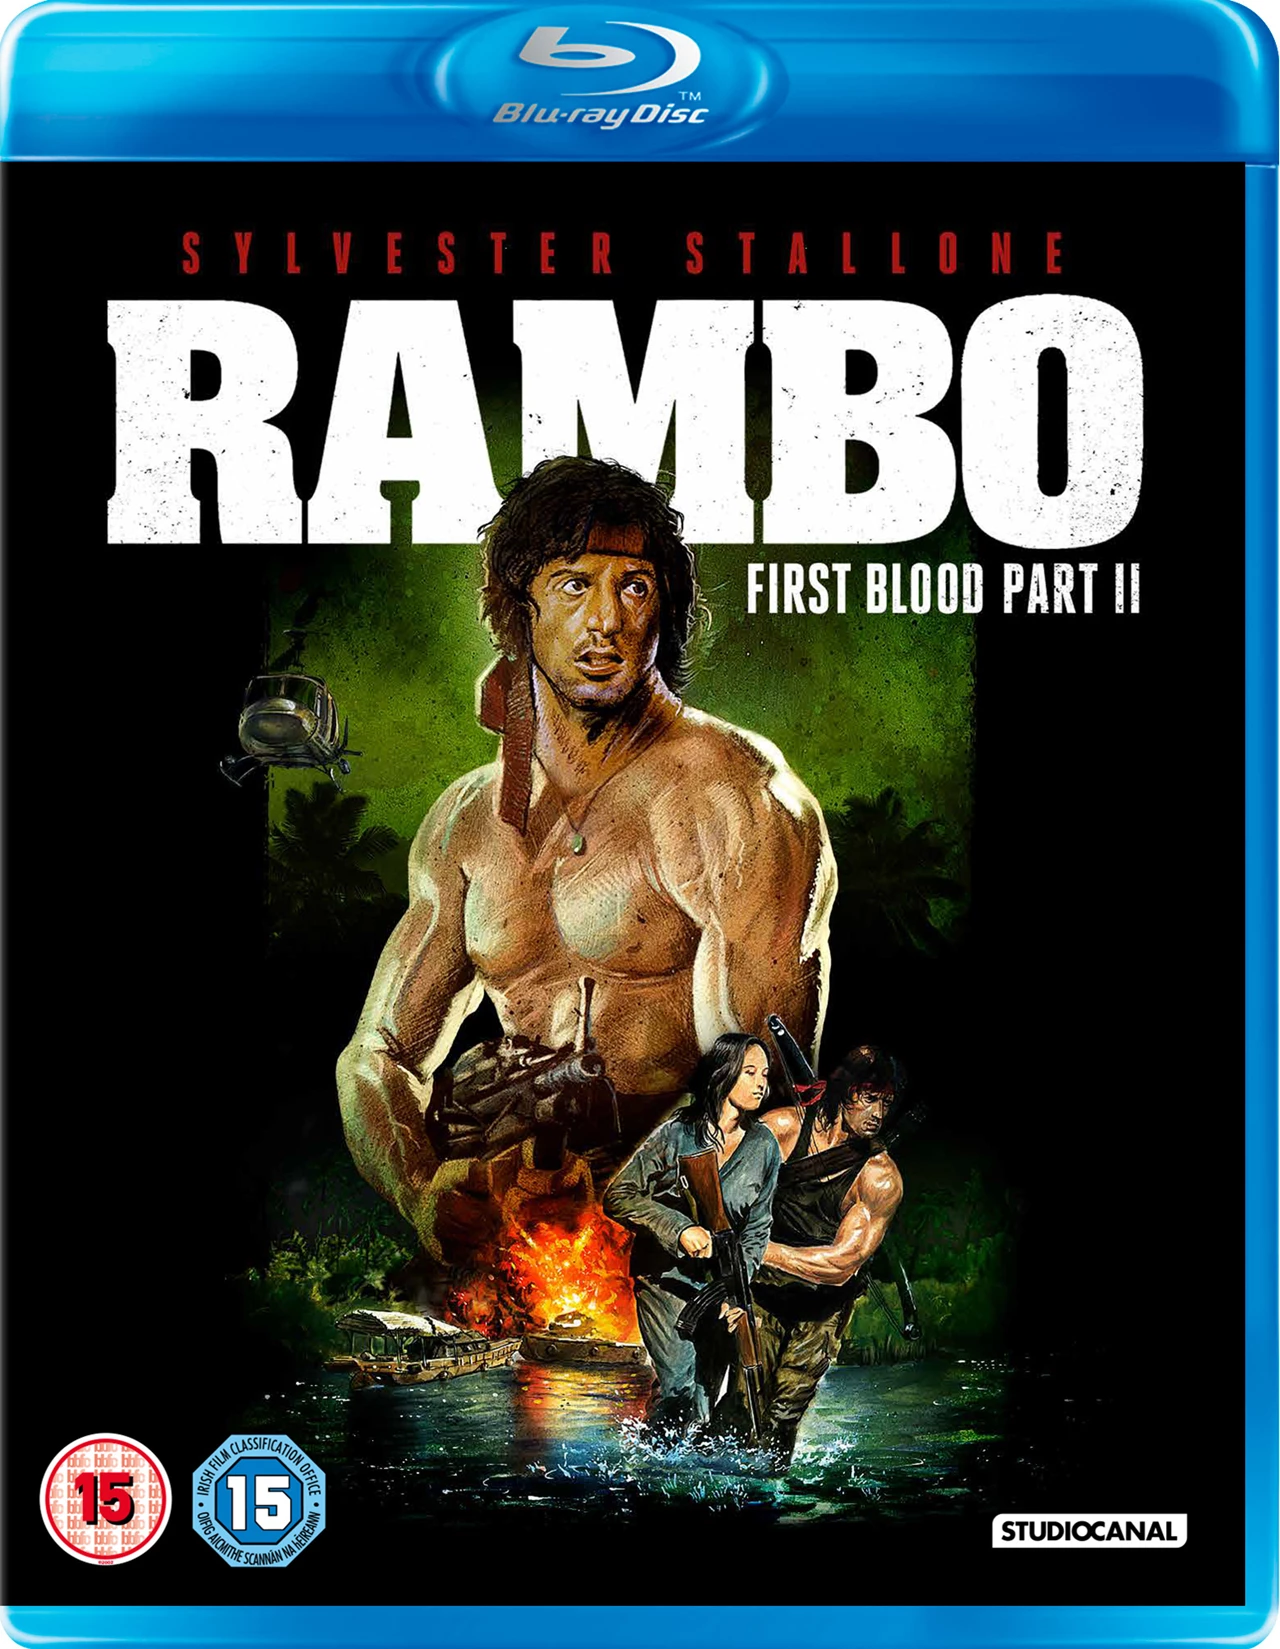 Blu-ray Disc
TM
SYLVESTER STALLONE
RAMBO
FIRST BLOOD PART II
15
IRISH FILM CLASSIFICATION OFFICE
15
OIFIG AICMITHE SCANNÁN NA HÉIREANN
STUDIOCANAL